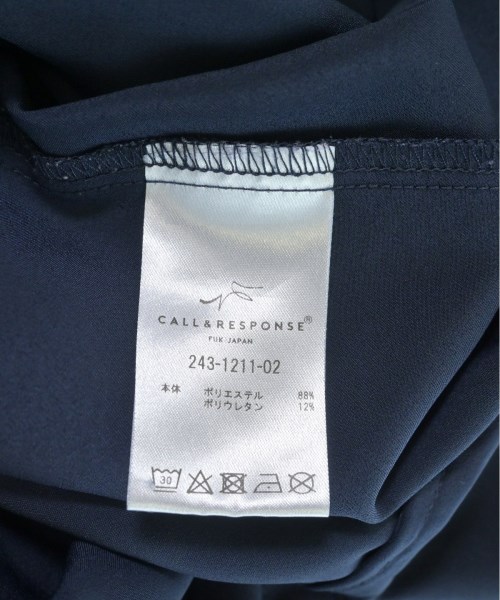 CALL&RESPONSE®
FUK-JAPAN
243-1211-02
本体 ポリエステル 88%
ポリウレタン 12%
30